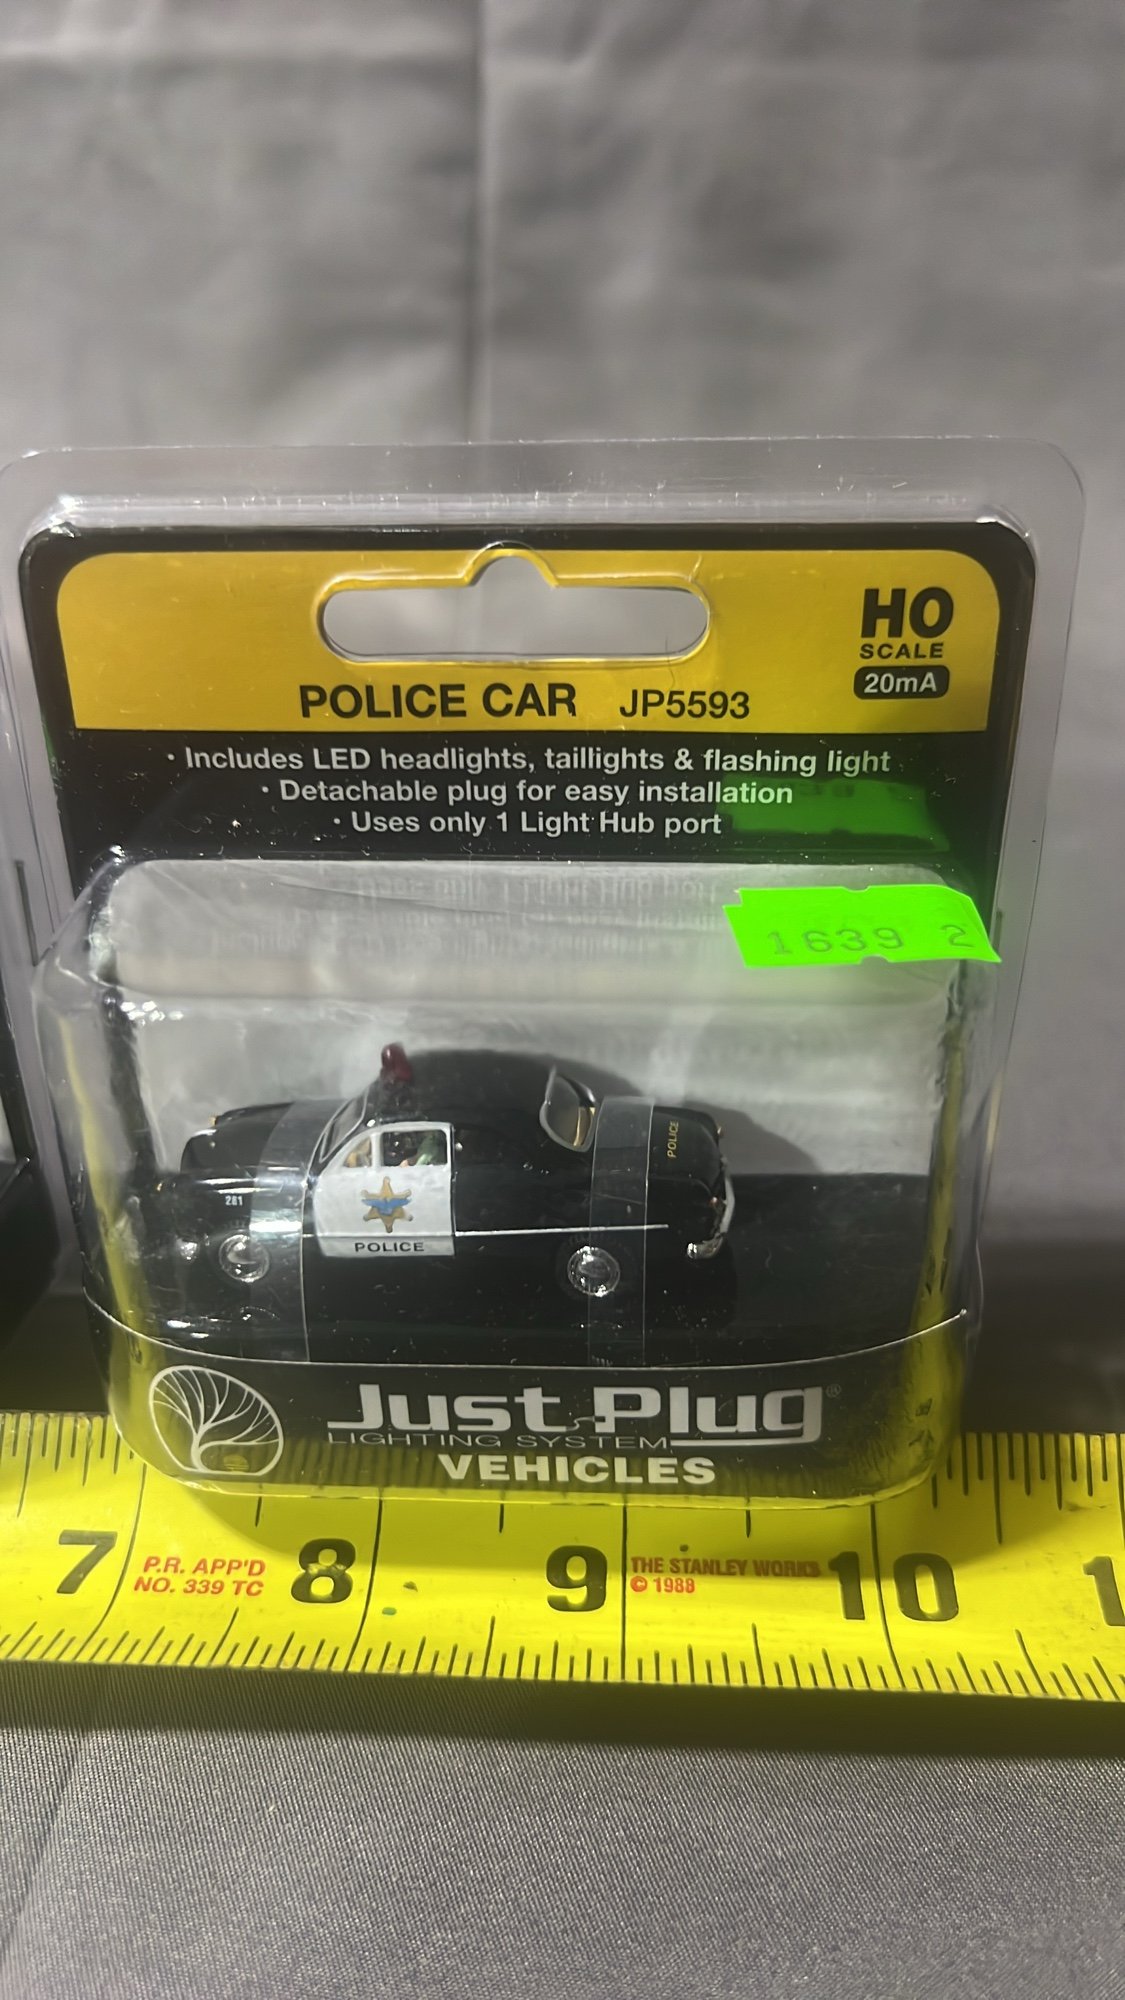 HO
SCALE
20mA
POLICE CAR JP5593
· Includes LED headlights, taillights & flashing light
· Detachable plug for easy installation
· Uses only 1 Light Hub port
1639 2
POLICE
281
POLICE
Just Plug®
LIGHTING SYSTEM
VEHICLES
7 P.R. APP'D 8 9 THE STANLEY WORKS 10 1
NO. 339 TC © 1988